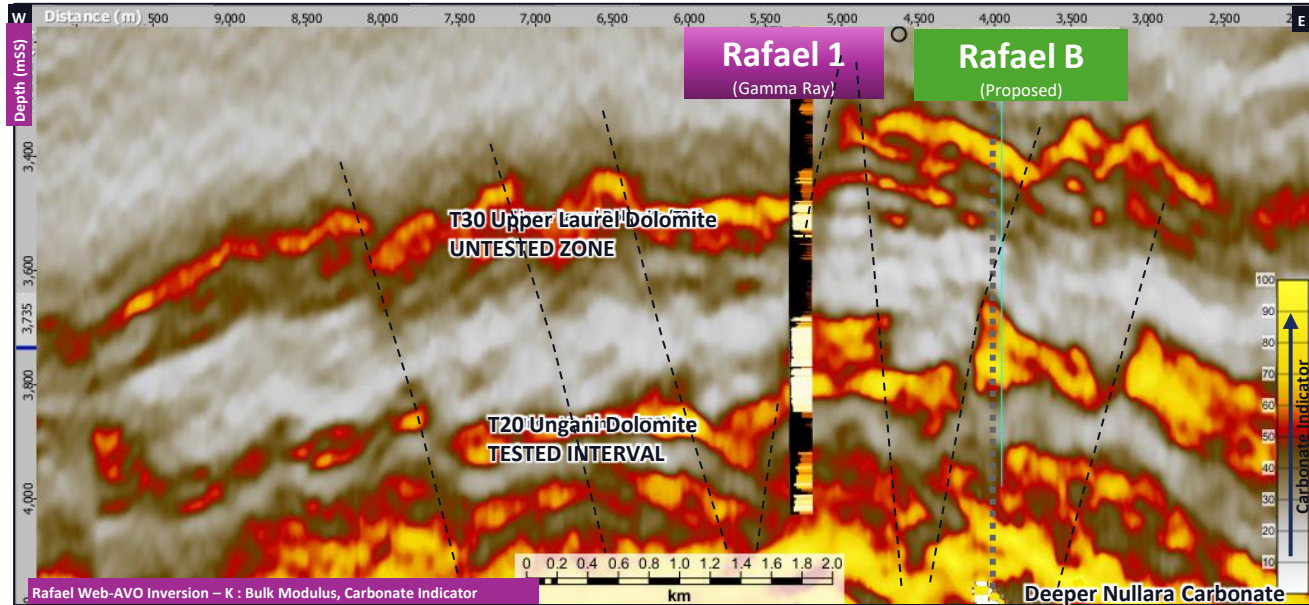 W
Distance (m)
9,000
8,500
8,000
7,500
7,000
6,500
6,000
5,500
5,000
4,500
4,000
3,500
3,000
2,500
E
Depth (mSS)
Rafael 1
(Gamma Ray)
Rafael B
(Proposed)
3,400
T30 Upper Laurel Dolomite
UNTESTED ZONE
3,600
3,735
3,800
T20 Ungani Dolomite
TESTED INTERVAL
4,000
100
90
80
70
60
50
40
30
20
10
Carbonate Indicator
0 0.2 0.4 0.6 0.8 1.0 1.2 1.4 1.6 1.8 2.0
km
Rafael Web-AVO Inversion – K : Bulk Modulus, Carbonate Indicator
Deeper Nullara Carbonate